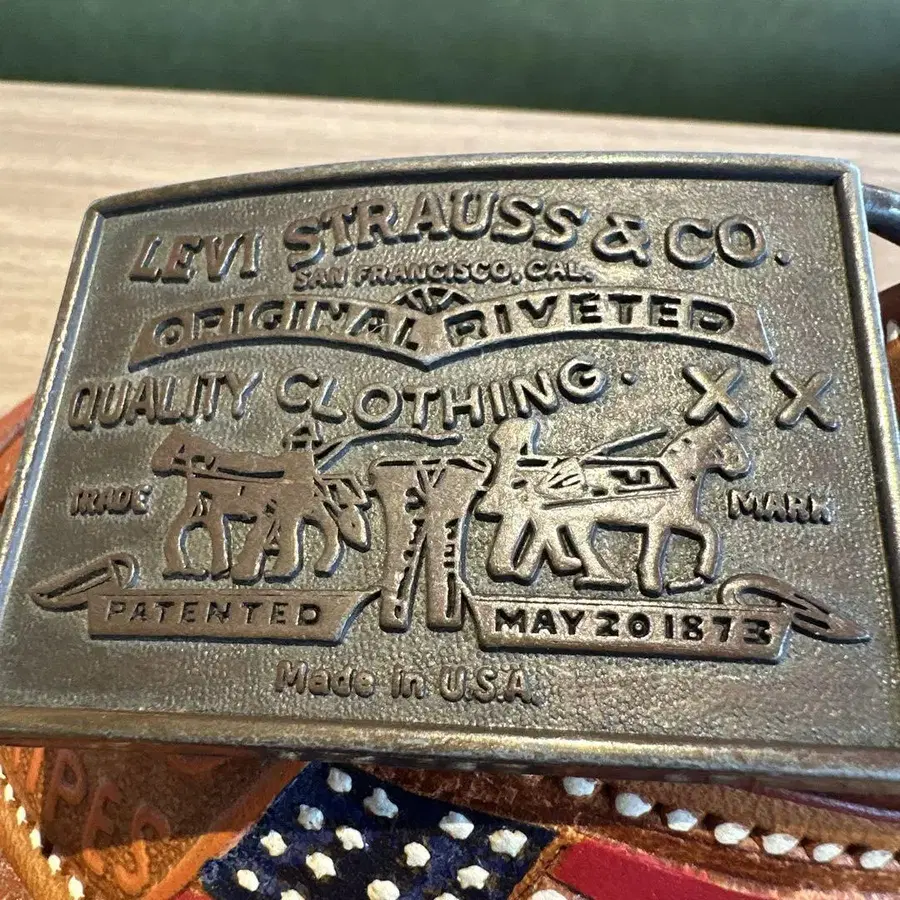 LEVI STRAUSS & CO.
SAN FRANCISCO, CAL.
ORIGINAL RIVETED
QUALITY CLOTHING. XX
TRADE MARK
PATENTED MAY 20 1873
Made in U.S.A.